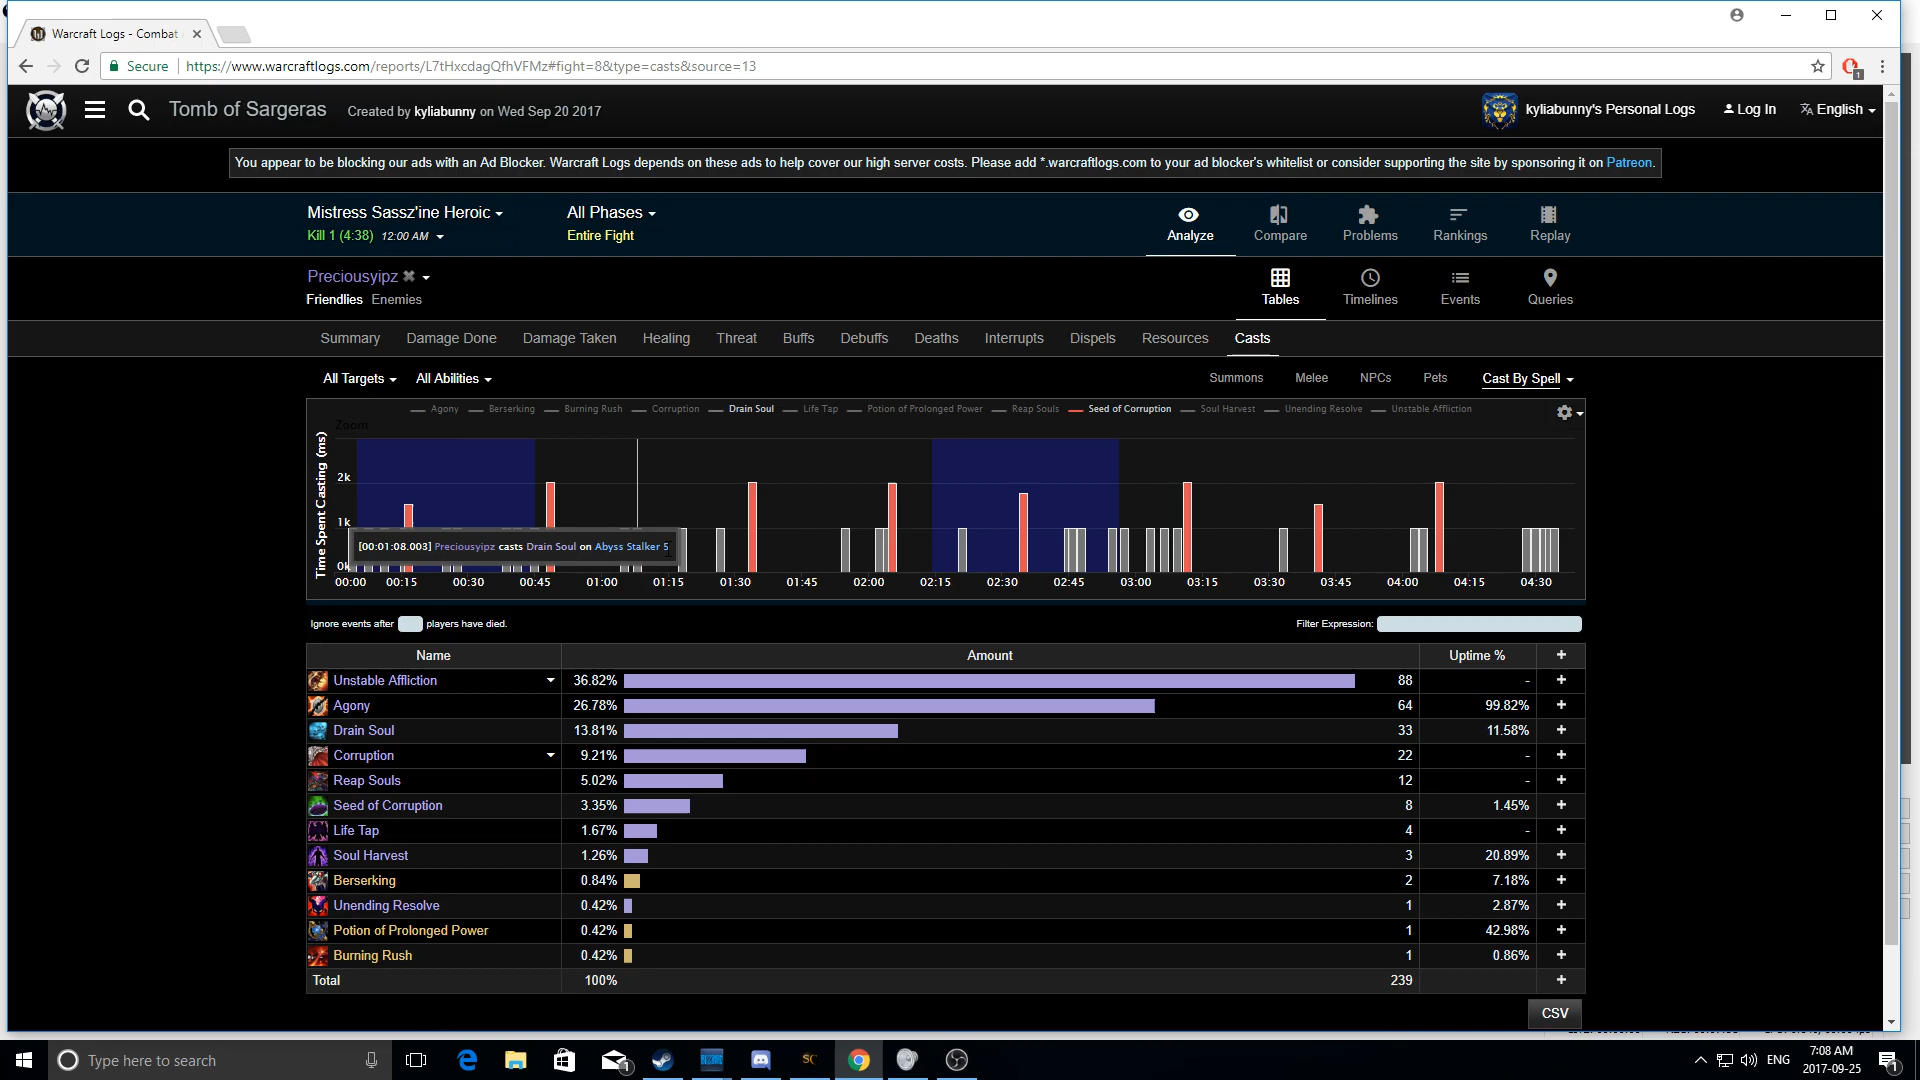 Warcraft Logs - Combat
Secure https://www.warcraftlogs.com/reports/L7tHxcdagQfhVFMz#fight=8&type=casts&source=13
1
Tomb of Sargeras Created by kyliabunny on Wed Sep 20 2017 kyliabunny's Personal Logs Log In English
You appear to be blocking our ads with an Ad Blocker. Warcraft Logs depends on these ads to help cover our high server costs. Please add *.warcraftlogs.com to your ad blocker's whitelist or consider supporting the site by sponsoring it on Patreon.
Mistress Sassz'ine Heroic All Phases
Kill 1 (4:38) 12:00 AM Entire Fight
Analyze Compare Problems Rankings Replay
Preciousyipz
Friendlies Enemies
Tables Timelines Events Queries
Summary Damage Done Damage Taken Healing Threat Buffs Debuffs Deaths Interrupts Dispels Resources Casts
All Targets All Abilities Summons Melee NPCs Pets Cast By Spell
Agony Berserking Burning Rush Corruption Drain Soul Life Tap Potion of Prolonged Power Reap Souls Seed of Corruption Soul Harvest Unending Resolve Unstable Affliction
Zoom
Time Spent Casting (ms)
2k
1k
0k
[00:01:08.003] Preciousyipz casts Drain Soul on Abyss Stalker 5
00:00 00:15 00:30 00:45 01:00 01:15 01:30 01:45 02:00 02:15 02:30 02:45 03:00 03:15 03:30 03:45 04:00 04:15 04:30
Ignore events after players have died. Filter Expression:
Name Amount Uptime % +
Unstable Affliction 36.82% 88 - +
Agony 26.78% 64 99.82% +
Drain Soul 13.81% 33 11.58% +
Corruption 9.21% 22 - +
Reap Souls 5.02% 12 - +
Seed of Corruption 3.35% 8 1.45% +
Life Tap 1.67% 4 - +
Soul Harvest 1.26% 3 20.89% +
Berserking 0.84% 2 7.18% +
Unending Resolve 0.42% 1 2.87% +
Potion of Prolonged Power 0.42% 1 42.98% +
Burning Rush 0.42% 1 0.86% +
Total 100% 239 +
CSV
Type here to search
1
SC
ENG
7:08 AM
2017-09-25
1